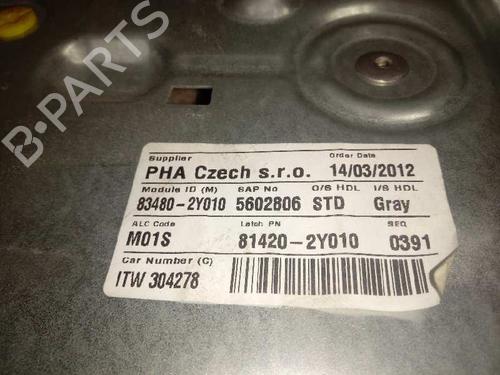 B-PARTS
Supplier Order Date
PHA Czech s.r.o. 14/03/2012
Module ID (M) SAP No O/S HDL I/S HDL
83480-2Y010 5602806 STD Gray
ALC Code Latch PN SEQ
M01S 81420-2Y010 0391
Car Number (C)
ITW 304278